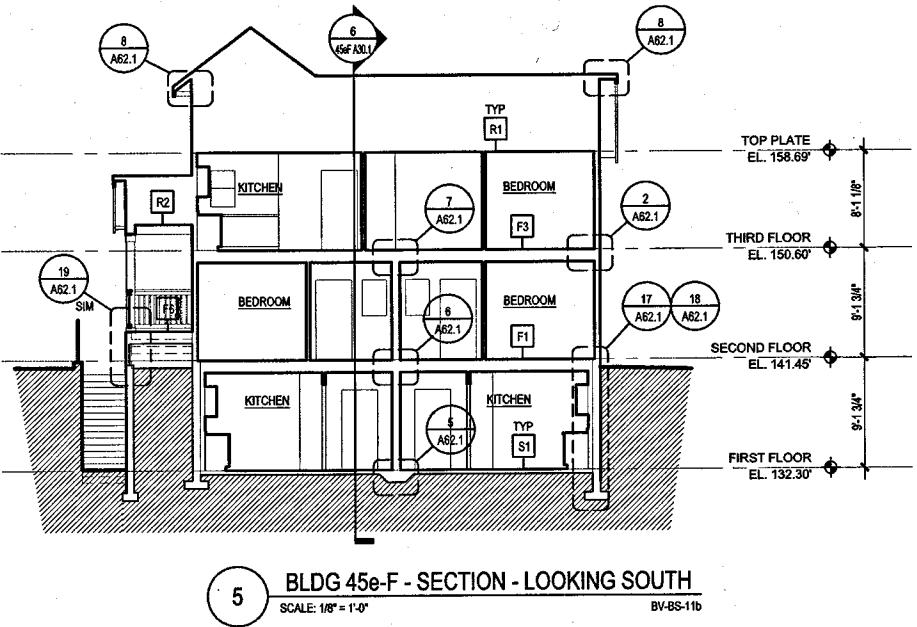 8
A62.1
6
45eF A30.1
8
A62.1
TYP
R1
TOP PLATE
EL. 158.69'
KITCHEN
BEDROOM
R2
7
A62.1
2
A62.1
8'-1 1/8"
F3
THIRD FLOOR
EL. 150.60'
19
A62.1
SIM
BEDROOM
BEDROOM
17
A62.1
18
A62.1
9'-1 3/4"
F5
6
A62.1
F1
SECOND FLOOR
EL. 141.45'
KITCHEN
KITCHEN
5
A62.1
TYP
S1
9'-1 3/4"
FIRST FLOOR
EL. 132.30'
5
BLDG 45e-F - SECTION - LOOKING SOUTH
SCALE: 1/8" = 1'-0"
BV-BS-11b